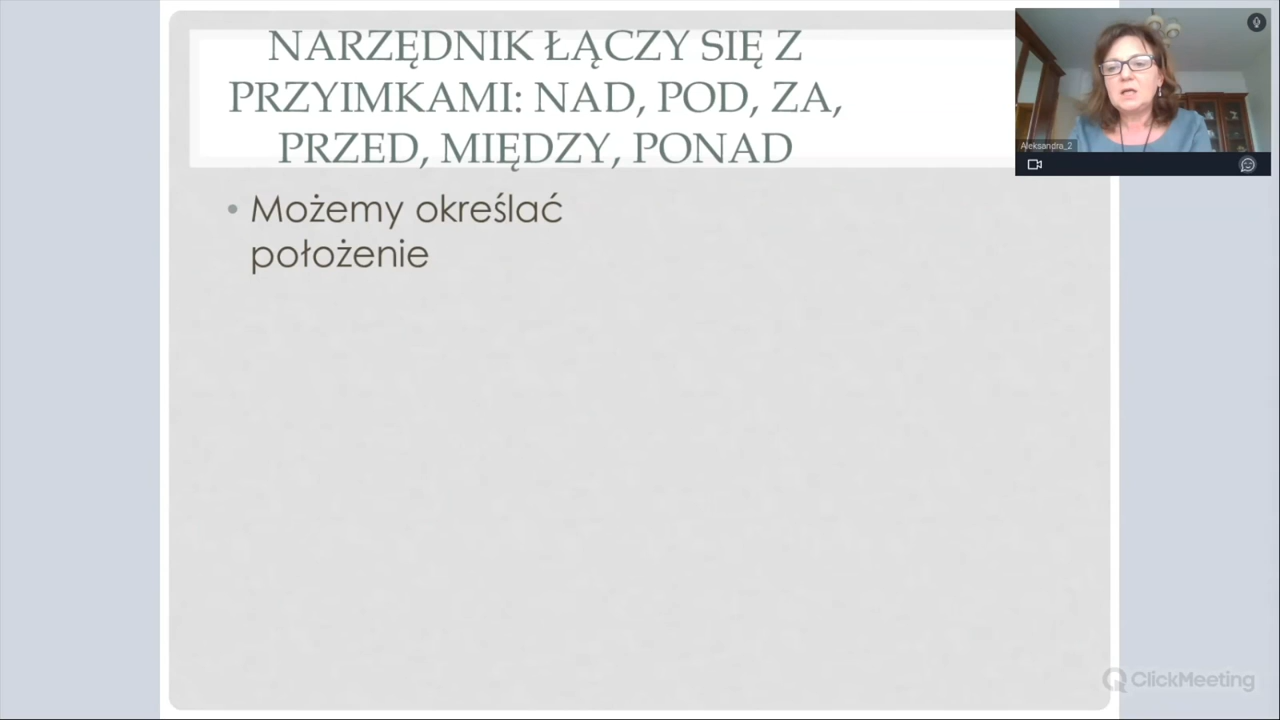 NARZĘDNIK ŁĄCZY SIĘ Z
PRZYIMKAMI: NAD, POD, ZA,
PRZED, MIĘDZY, PONAD
• Możemy określać
położenie
Aleksandra_2
ClickMeeting